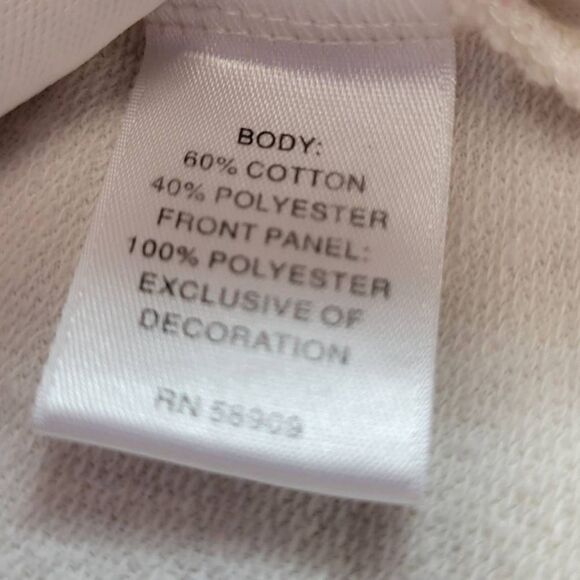 BODY:
60% COTTON
40% POLYESTER
FRONT PANEL:
100% POLYESTER
EXCLUSIVE OF
DECORATION
RN 58909